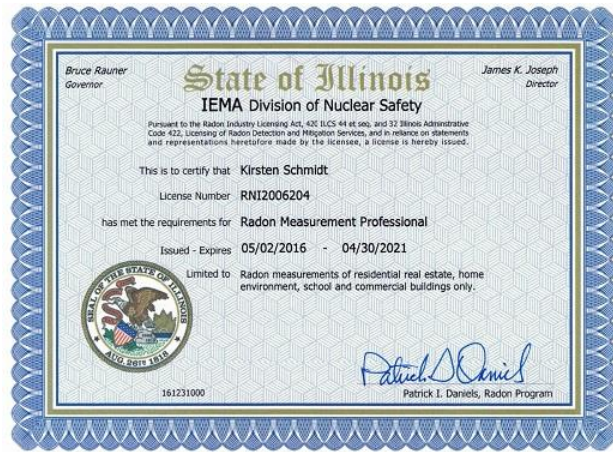 Bruce Rauner
Governor
State of Illinois
James K. Joseph
Director
IEMA Division of Nuclear Safety
Pursuant to the Radon Industry Licensing Act, 420 ILCS 44 et seq, and 32 Illinois Administrative
Code 422, Licensing of Radon Detection and Mitigation Services, and in reliance on statements
and representations heretofore made by the licensee, a license is hereby issued.
This is to certify that Kirsten Schmidt
License Number RNI2006204
has met the requirements for Radon Measurement Professional
Issued - Expires 05/02/2016 - 04/30/2021
Limited to Radon measurements of residential real estate, home
environment, school and commercial buildings only.
SEAL OF THE STATE OF ILLINOIS
AUG. 26TH 1818
Patrick I. Daniels, Radon Program
161231000